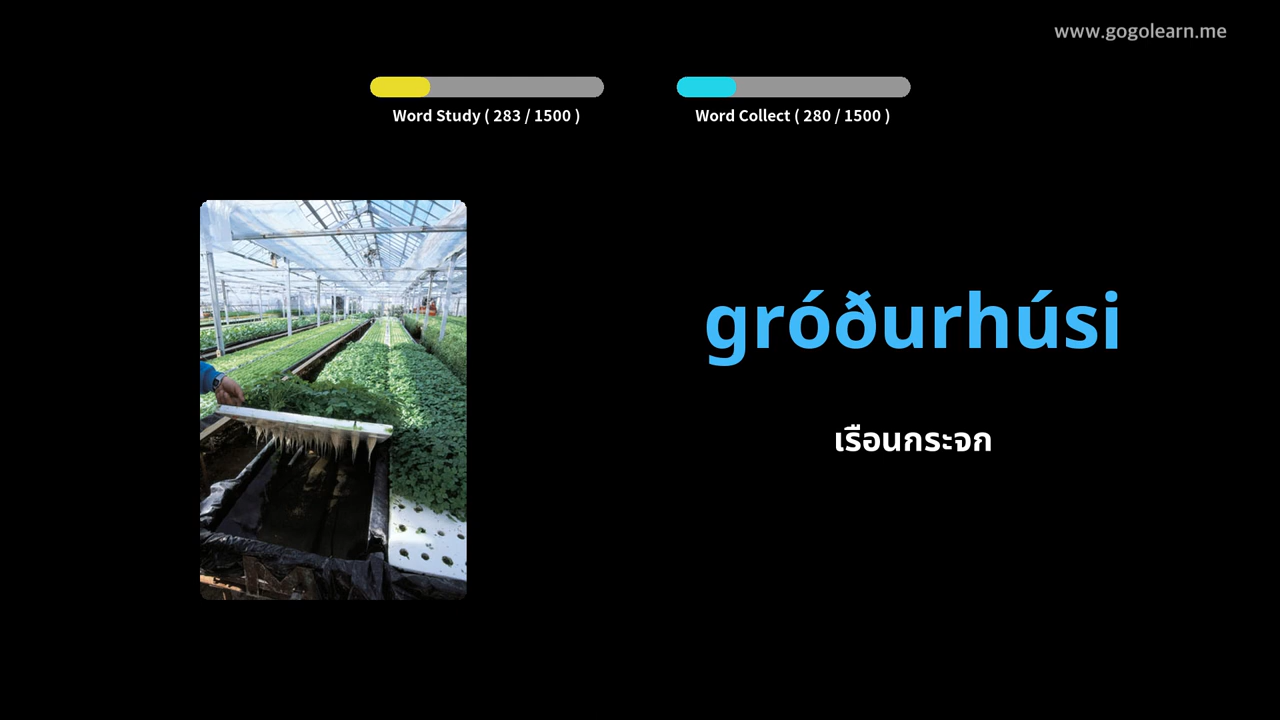 www.gogolearn.me
Word Study ( 283 / 1500 )
Word Collect ( 280 / 1500 )
gróðurhúsi
เรือนกระจก